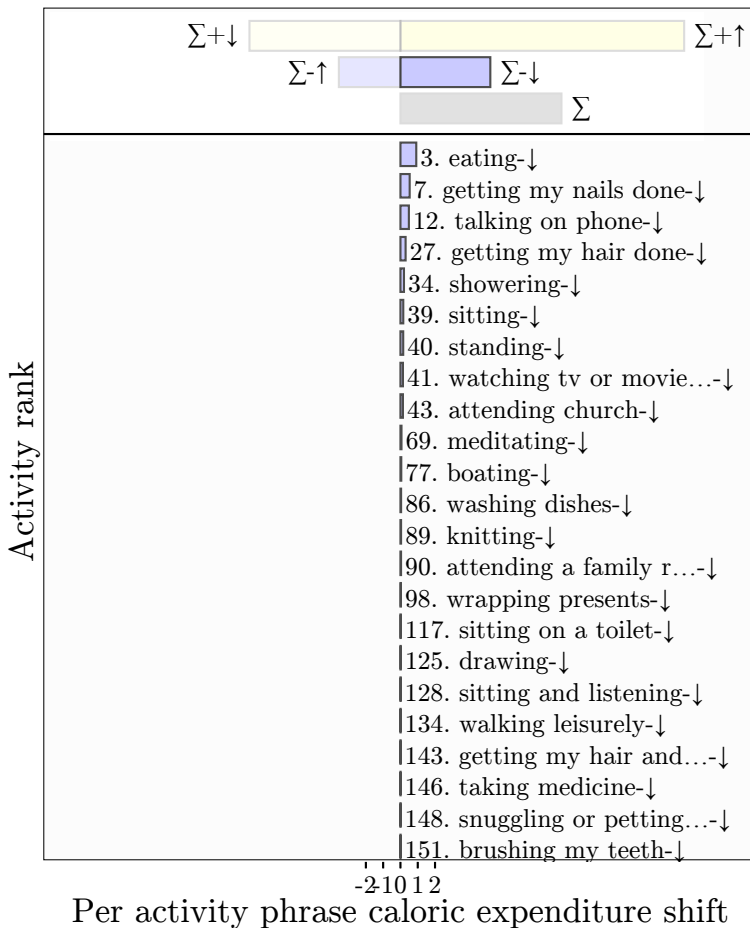 ∑+↓ ∑+↑
∑-↑ ∑-↓
∑
3. eating-↓
7. getting my nails done-↓
12. talking on phone-↓
27. getting my hair done-↓
34. showering-↓
39. sitting-↓
40. standing-↓
41. watching tv or movie...-↓
43. attending church-↓
69. meditating-↓
77. boating-↓
86. washing dishes-↓
89. knitting-↓
90. attending a family r...-↓
98. wrapping presents-↓
117. sitting on a toilet-↓
125. drawing-↓
128. sitting and listening-↓
134. walking leisurely-↓
143. getting my hair and...-↓
146. taking medicine-↓
148. snuggling or petting...-↓
151. brushing my teeth-↓
Activity rank
-2 -1 0 1 2
Per activity phrase caloric expenditure shift